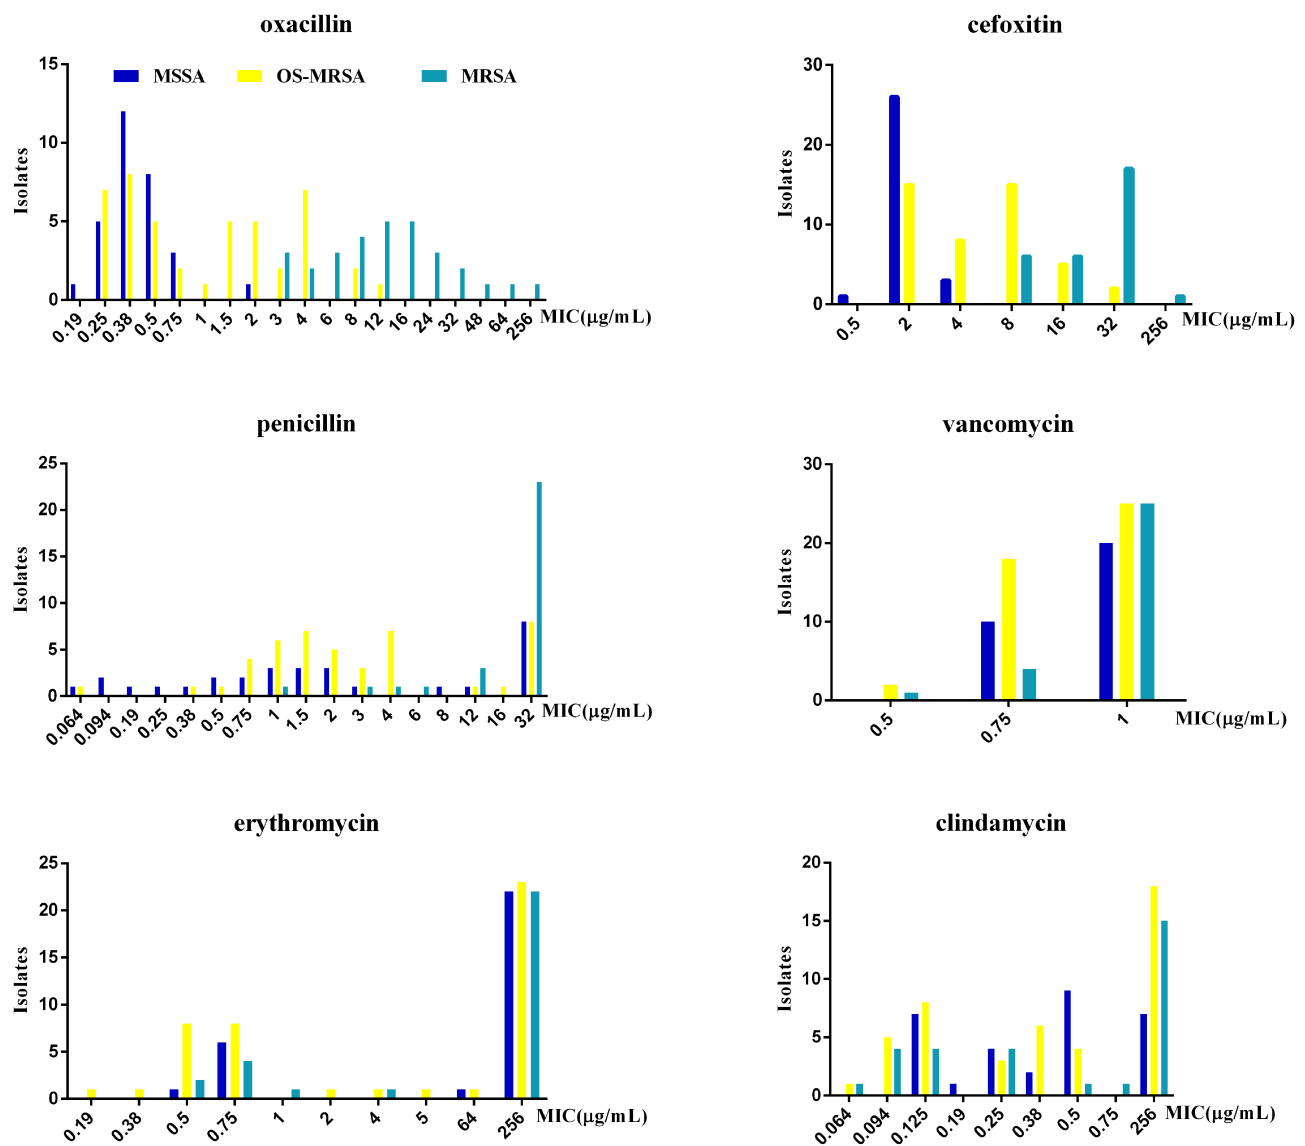 oxacillin
15
10
5
0
Isolates
MSSA OS-MRSA MRSA
0.19 0.25 0.38 0.5 0.75 1 1.5 2 3 4 6 8 12 16 24 32 48 64 256
MIC(μg/mL)
cefoxitin
30
20
10
0
Isolates
0.5 2 4 8 16 32 256
MIC(μg/mL)
penicillin
25
20
15
10
5
0
Isolates
0.064 0.094 0.19 0.25 0.38 0.5 0.75 1 1.5 2 3 4 6 8 12 16 32
MIC(μg/mL)
vancomycin
30
20
10
0
Isolates
0.5 0.75 1
MIC(μg/mL)
erythromycin
25
20
15
10
5
0
Isolates
0.19 0.38 0.5 0.75 1 2 4 5 64 256
MIC(μg/mL)
clindamycin
20
15
10
5
0
Isolates
0.064 0.094 0.125 0.19 0.25 0.38 0.5 0.75 256
MIC(μg/mL)